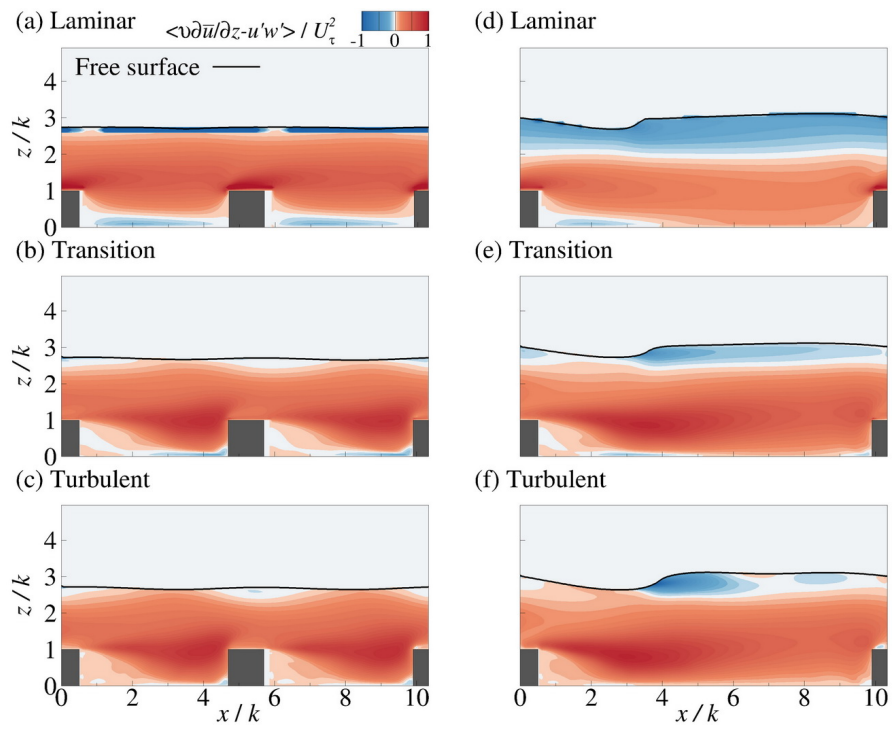 (a) Laminar
<υ∂u̅/∂z-u'w'> / U_τ^2
-1 0 1
(d) Laminar
Free surface
z / k
4
3
2
1
0
(b) Transition
(e) Transition
z / k
4
3
2
1
0
(c) Turbulent
(f) Turbulent
z / k
4
3
2
1
0
0 2 4 6 8 10
x / k
0 2 4 6 8 10
x / k